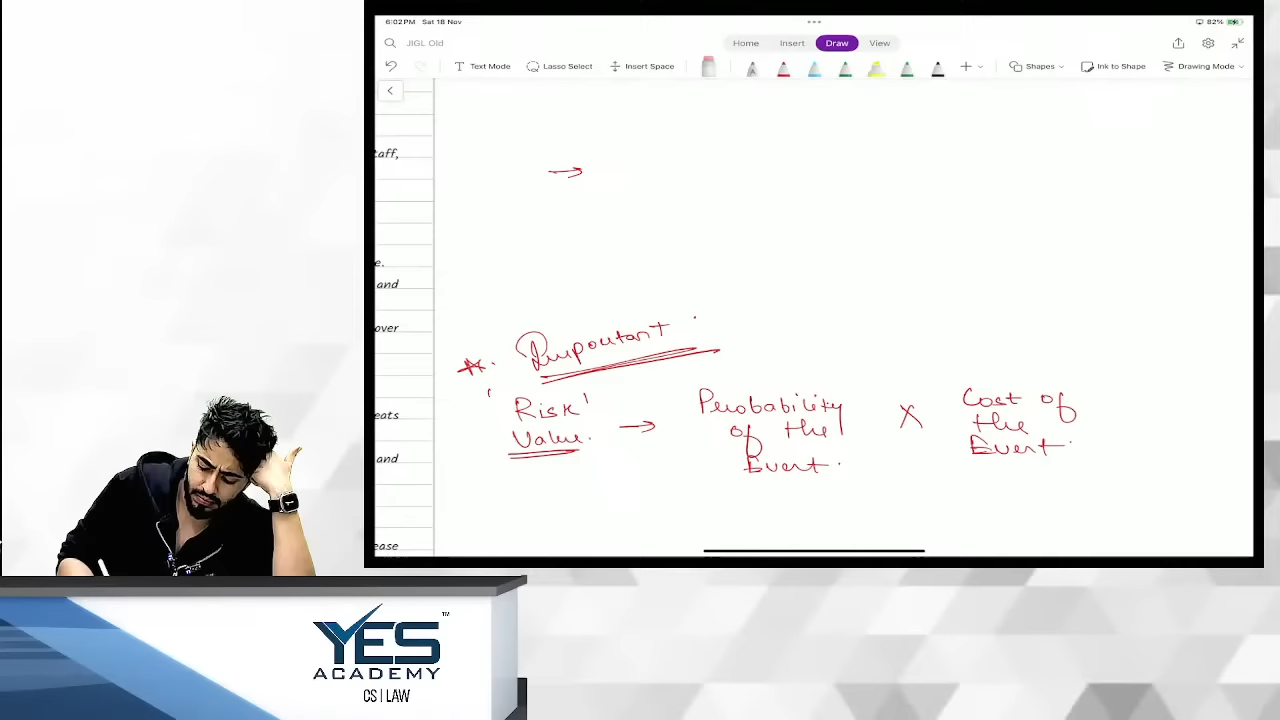 6:02 PM Sat 18 Nov
82%
JIGL Old
Home Insert Draw View
Text Mode Lasso Select Insert Space Shapes Ink to Shape Drawing Mode
taff,
→
e.
and
over
Important
'Risk' Value. → Probability of the Event. X Cost of the Event.
eats
and
ease
YES™
ACADEMY
CS | LAW